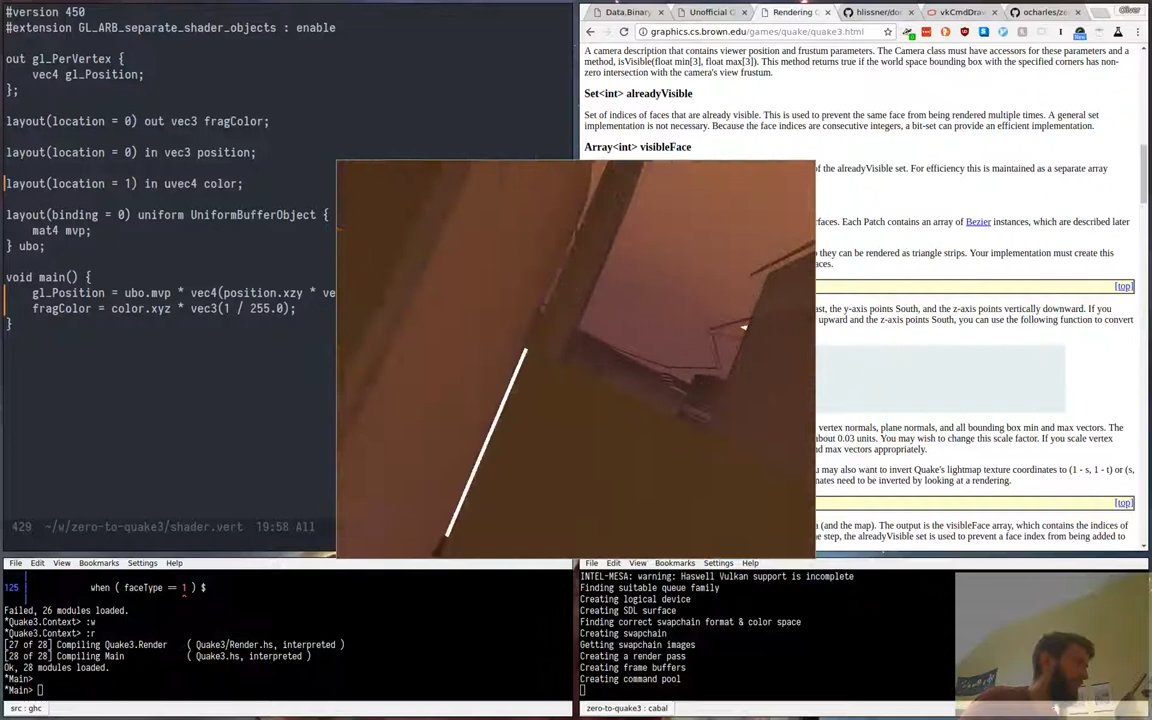 #version 450
#extension GL_ARB_separate_shader_objects : enable
out gl_PerVertex {
vec4 gl_Position;
};
layout(location = 0) out vec3 fragColor;
layout(location = 0) in vec3 position;
layout(location = 1) in uvec4 color;
layout(binding = 0) uniform UniformBufferObject {
mat4 mvp;
} ubo;
void main() {
gl_Position = ubo.mvp * vec4(position.xzy * ve
fragColor = color.xyz * vec3(1 / 255.0);
}
429 ~/w/zero-to-quake3/shader.vert 19:58 All
Data.Binary
Unofficial
Rendering
hlissner/do
vkCmdDraw
ocharles/ze
Oliver
graphics.cs.brown.edu/games/quake/quake3.html
A camera description that contains viewer position and frustum parameters. The Camera class must have accessors for these parameters and a
method, isVisible(float min[3], float max[3]). This method returns true if the world space bounding box with the specified corners has non-
zero intersection with the camera's view frustum.
Set<int> alreadyVisible
Set of indices of faces that are already visible. This is used to prevent the same face from being rendered multiple times. A general set
implementation is not necessary. Because the face indices are consecutive integers, a bit-set can provide an efficient implementation.
Array<int> visibleFace
of the alreadyVisible set. For efficiency this is maintained as a separate array
rfaces. Each Patch contains an array of Bezier instances, which are described later
o they can be rendered as triangle strips. Your implementation must create this
aces.
[top]
ast, the y-axis points South, and the z-axis points vertically downward. If you
upward and the z-axis points South, you can use the following function to convert
vertex normals, plane normals, and all bounding box min and max vectors. The
about 0.03 units. You may wish to change this scale factor. If you scale vertex
nd max vectors appropriately.
u may also want to invert Quake's lightmap texture coordinates to (1 - s, 1 - t) or (s,
inates need to be inverted by looking at a rendering.
[top]
(and the map). The output is the visibleFace array, which contains the indices of
e step, the alreadyVisible set is used to prevent a face index from being added to
File Edit View Bookmarks Settings Help
125 | when ( faceType == 1 ) $
^
Failed, 26 modules loaded.
*Quake3.Context> :w
*Quake3.Context> :r
[27 of 28] Compiling Quake3.Render ( Quake3/Render.hs, interpreted )
[28 of 28] Compiling Main ( Quake3.hs, interpreted )
Ok, 28 modules loaded.
*Main>
*Main>
src : ghc
File Edit View Bookmarks Settings Help
INTEL-MESA: warning: Haswell Vulkan support is incomplete
Finding suitable queue family
Creating logical device
Creating SDL surface
Finding correct swapchain format & color space
Creating swapchain
Getting swapchain images
Creating a render pass
Creating frame buffers
Creating command pool
zero-to-quake3 : cabal